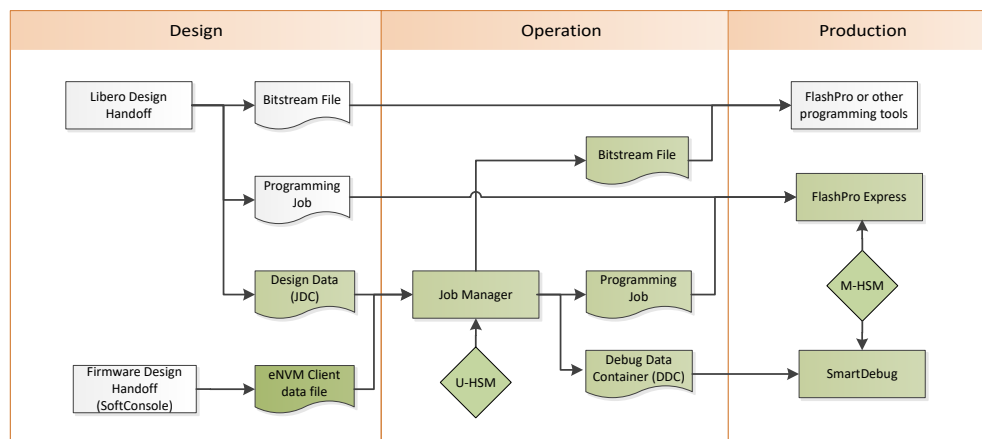 Design
Operation
Production
Libero Design
Handoff
Bitstream File
FlashPro or other
programming tools
Bitstream File
Programming
Job
FlashPro Express
Design Data
(JDC)
Job Manager
Programming
Job
M-HSM
Firmware Design
Handoff
(SoftConsole)
eNVM Client
data file
U-HSM
Debug Data
Container (DDC)
SmartDebug